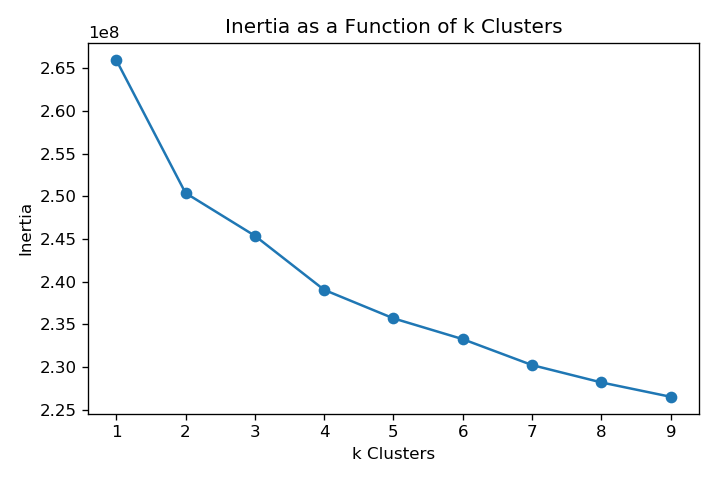 Inertia as a Function of k Clusters
1e8
2.65
2.60
2.55
2.50
2.45
2.40
2.35
2.30
2.25
Inertia
1 2 3 4 5 6 7 8 9
k Clusters